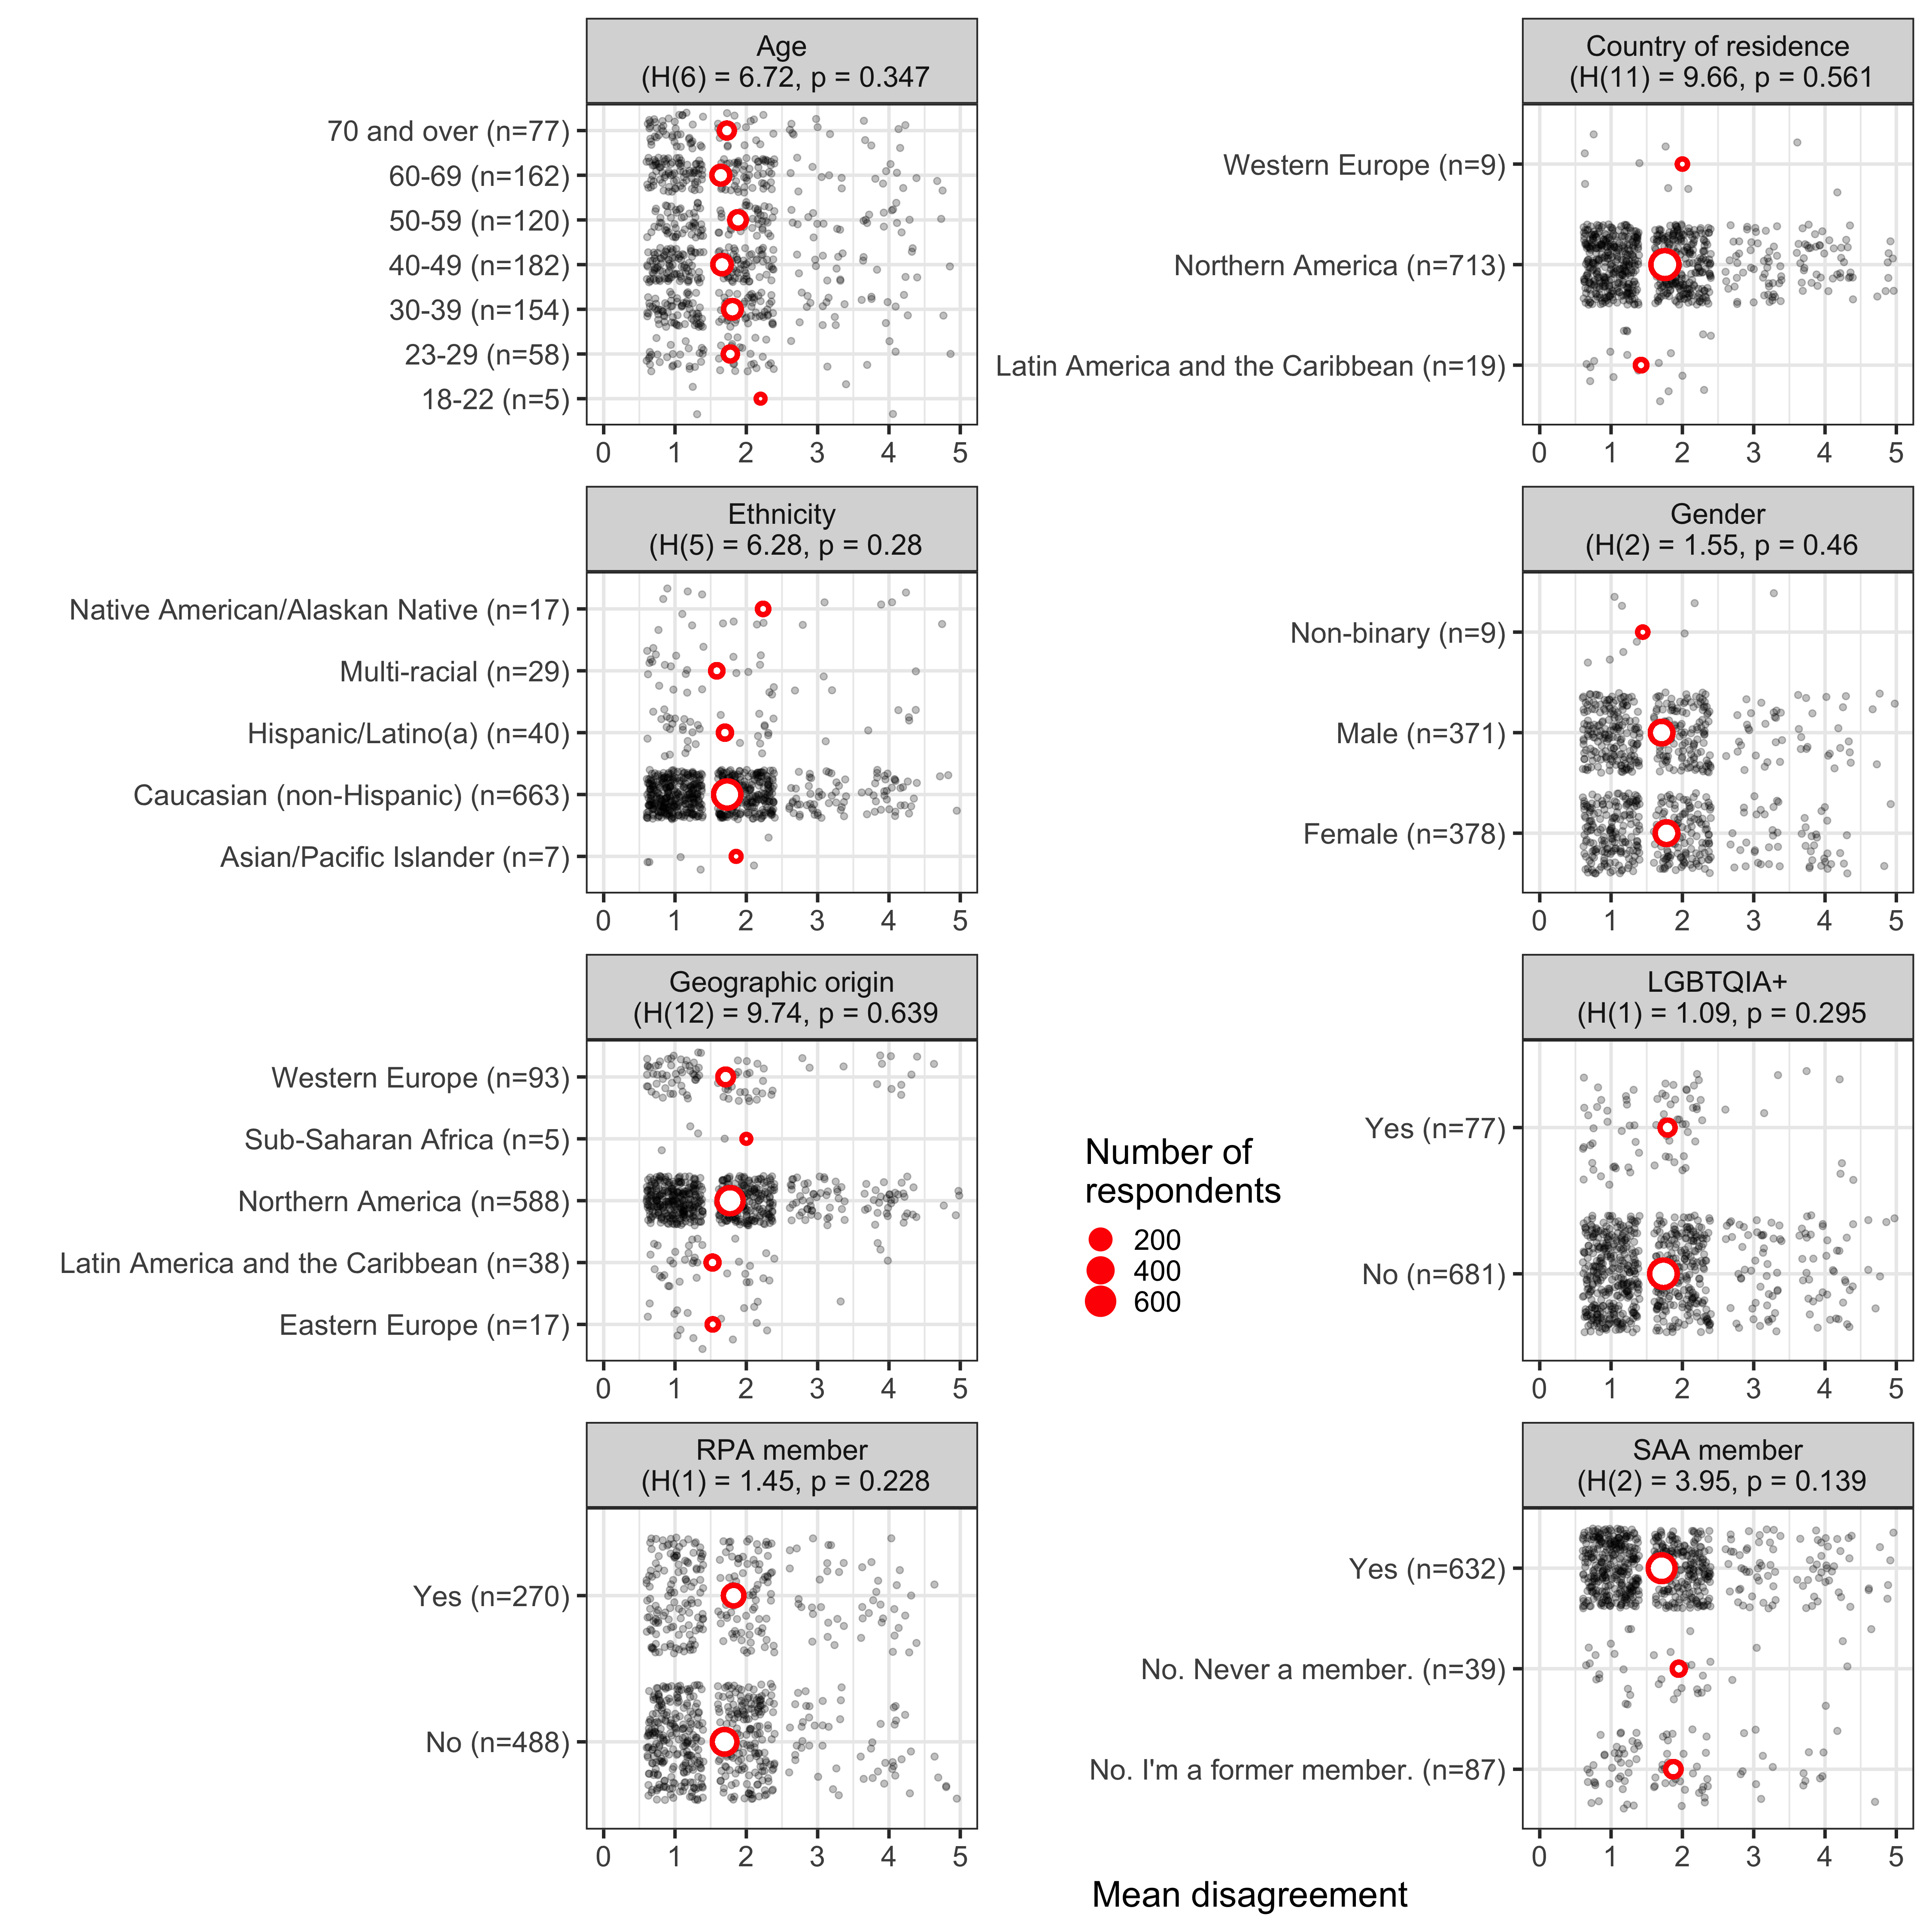 Age
(H(6) = 6.72, p = 0.347
70 and over (n=77)
60-69 (n=162)
50-59 (n=120)
40-49 (n=182)
30-39 (n=154)
23-29 (n=58)
18-22 (n=5)
0 1 2 3 4 5
Country of residence
(H(11) = 9.66, p = 0.561
Western Europe (n=9)
Northern America (n=713)
Latin America and the Caribbean (n=19)
0 1 2 3 4 5
Ethnicity
(H(5) = 6.28, p = 0.28
Native American/Alaskan Native (n=17)
Multi-racial (n=29)
Hispanic/Latino(a) (n=40)
Caucasian (non-Hispanic) (n=663)
Asian/Pacific Islander (n=7)
0 1 2 3 4 5
Gender
(H(2) = 1.55, p = 0.46
Non-binary (n=9)
Male (n=371)
Female (n=378)
0 1 2 3 4 5
Geographic origin
(H(12) = 9.74, p = 0.639
Western Europe (n=93)
Sub-Saharan Africa (n=5)
Northern America (n=588)
Latin America and the Caribbean (n=38)
Eastern Europe (n=17)
0 1 2 3 4 5
Number of
respondents
200
400
600
LGBTQIA+
(H(1) = 1.09, p = 0.295
Yes (n=77)
No (n=681)
0 1 2 3 4 5
RPA member
(H(1) = 1.45, p = 0.228
Yes (n=270)
No (n=488)
0 1 2 3 4 5
SAA member
(H(2) = 3.95, p = 0.139
Yes (n=632)
No. Never a member. (n=39)
No. I'm a former member. (n=87)
0 1 2 3 4 5
Mean disagreement